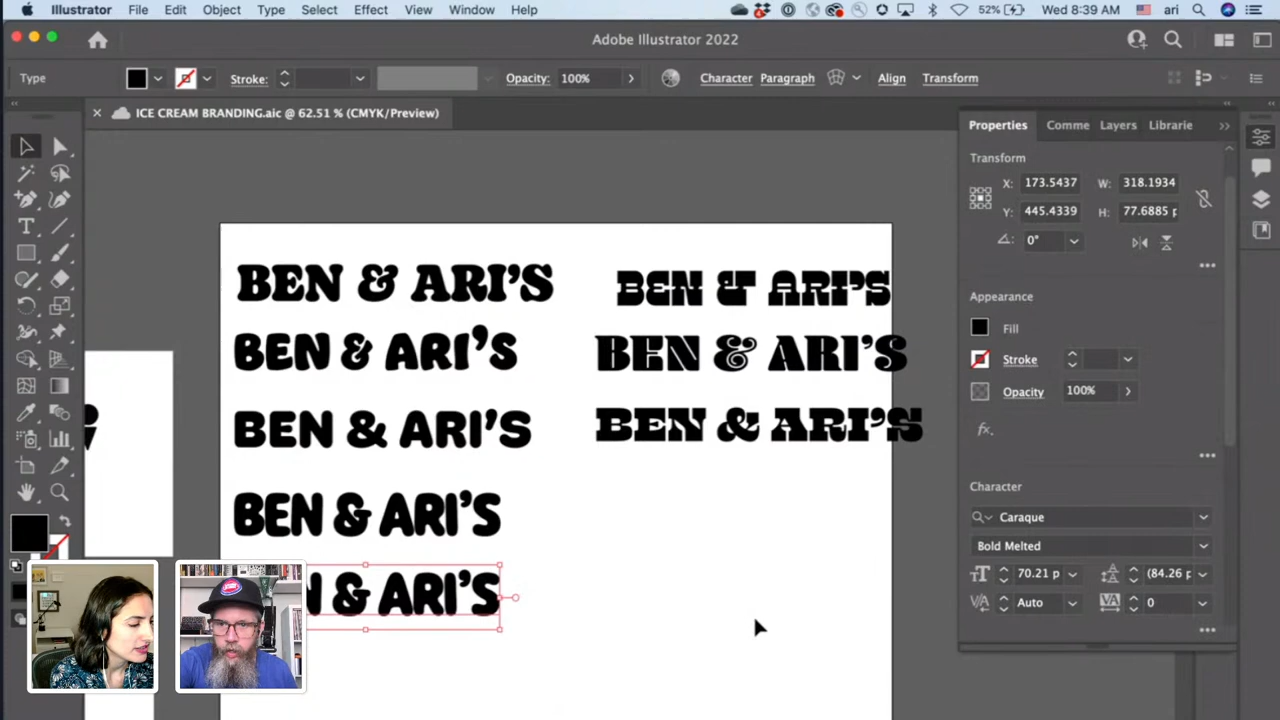 Illustrator File Edit Object Type Select Effect View Window Help 52% Wed 8:39 AM ari
Adobe Illustrator 2022
Type Stroke: Opacity: 100% Character Paragraph Align Transform
× ICE CREAM BRANDING.aic @ 62.51 % (CMYK/Preview)
Properties Comme Layers Librarie
Transform
X: 173.5437 W: 318.1934
Y: 445.4339 H: 77.6885 p
0°
Appearance
Fill
Stroke
Opacity 100%
fx.
Character
Caraque
Bold Melted
70.21 p (84.26 p
Auto 0
BEN & ARI'S
BEN & ARI'S
BEN & ARI'S
BEN & ARI'S
N & ARI'S
BEN & ARI'S
BEN & ARI'S
BEN & ARI'S